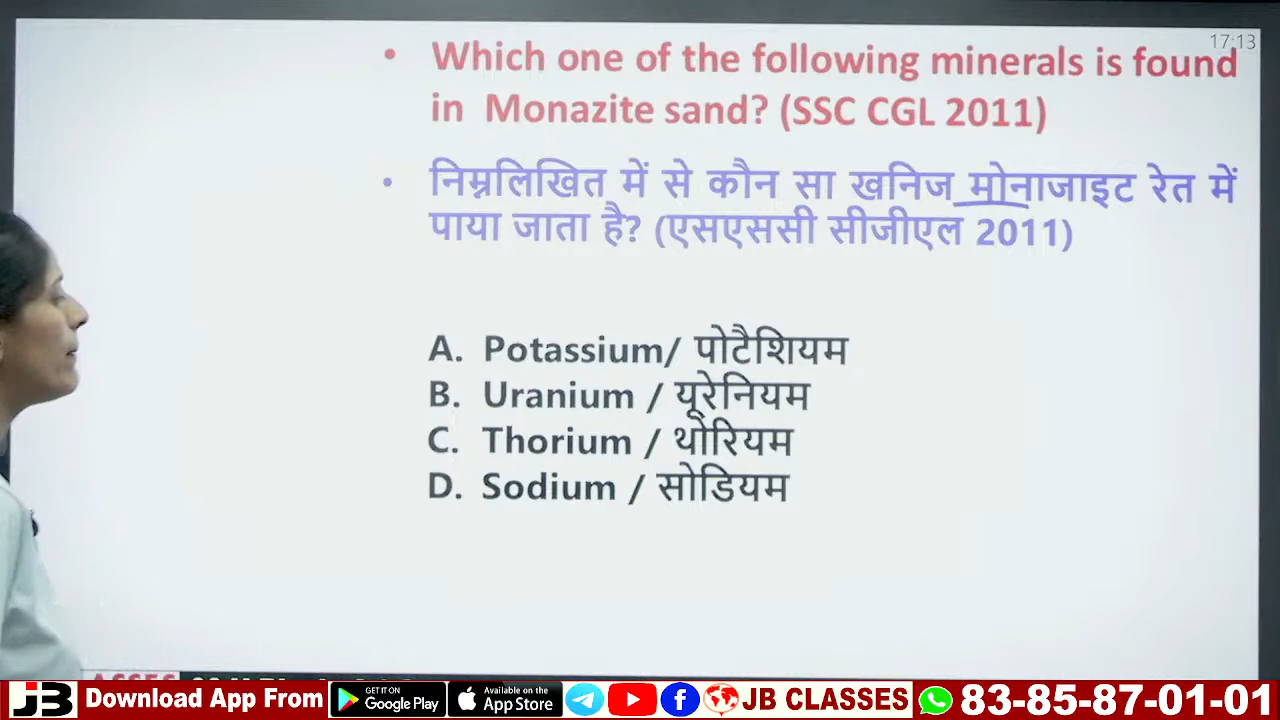 17:13
• Which one of the following minerals is found
in Monazite sand? (SSC CGL 2011)
• निम्नलिखित में से कौन सा खनिज मोनाजाइट रेत में
पाया जाता है? (एसएससी सीजीएल 2011)
A. Potassium/ पोटैशियम
B. Uranium / यूरेनियम
C. Thorium / थोरियम
D. Sodium / सोडियम
JB Download App From GET IT ON Google Play Available on the App Store JB CLASSES 83-85-87-01-01